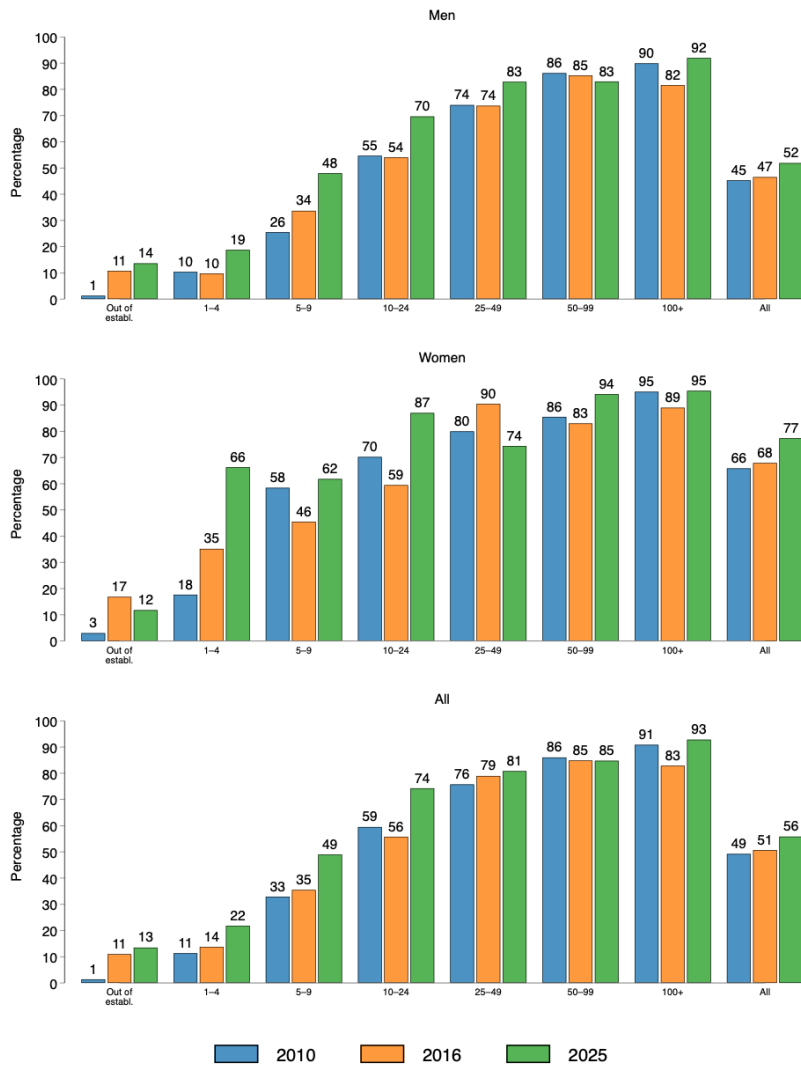 Men
100
90
80
70
60
50
40
30
20
10
0
Percentage
1 11 14
10 10 19
26 34 48
55 54 70
74 74 83
86 85 83
90 82 92
45 47 52
Out of
establ.
1–4
5–9
10–24
25–49
50–99
100+
All
Women
100
90
80
70
60
50
40
30
20
10
0
Percentage
3 17 12
18 35 66
58 46 62
70 59 87
80 90 74
86 83 94
95 89 95
66 68 77
Out of
establ.
1–4
5–9
10–24
25–49
50–99
100+
All
All
100
90
80
70
60
50
40
30
20
10
0
Percentage
1 11 13
11 14 22
33 35 49
59 56 74
76 79 81
86 85 85
91 83 93
49 51 56
Out of
establ.
1–4
5–9
10–24
25–49
50–99
100+
All
2010 2016 2025